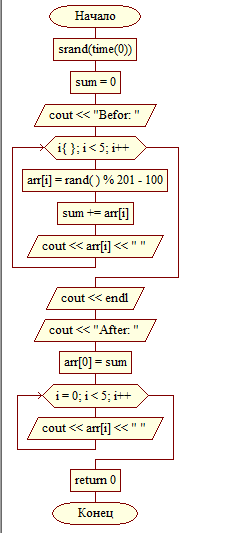 Начало
srand(time(0))
sum = 0
cout << "Befor: "
i{ }; i < 5; i++
arr[i] = rand( ) % 201 - 100
sum += arr[i]
cout << arr[i] << " "
cout << endl
cout << "After: "
arr[0] = sum
i = 0; i < 5; i++
cout << arr[i] << " "
return 0
Конец